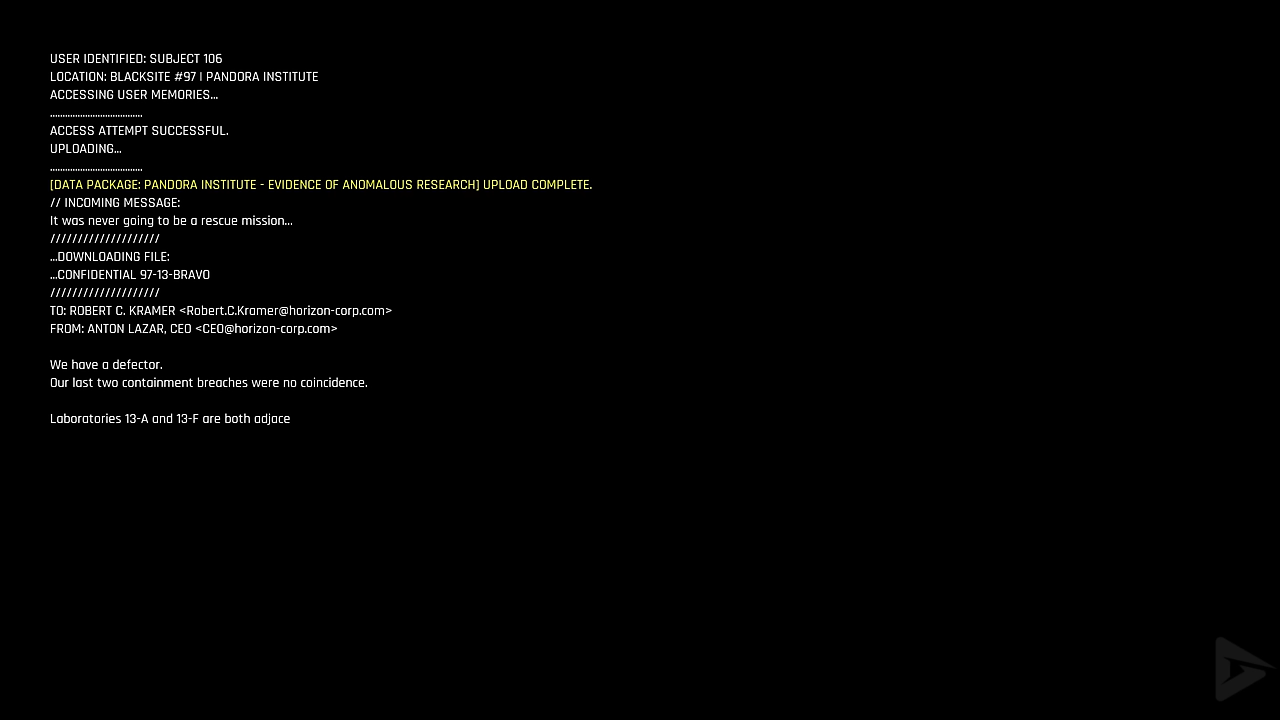 USER IDENTIFIED: SUBJECT 106
LOCATION: BLACKSITE #97 | PANDORA INSTITUTE
ACCESSING USER MEMORIES...
.....................................
ACCESS ATTEMPT SUCCESSFUL.
UPLOADING...
.....................................
[DATA PACKAGE: PANDORA INSTITUTE - EVIDENCE OF ANOMALOUS RESEARCH] UPLOAD COMPLETE.
// INCOMING MESSAGE:
It was never going to be a rescue mission...
////////////////////
...DOWNLOADING FILE:
...CONFIDENTIAL 97-13-BRAVO
////////////////////
TO: ROBERT C. KRAMER <Robert.C.Kramer@horizon-corp.com>
FROM: ANTON LAZAR, CEO <CEO@horizon-corp.com>
We have a defector.
Our last two containment breaches were no coincidence.
Laboratories 13-A and 13-F are both adjace